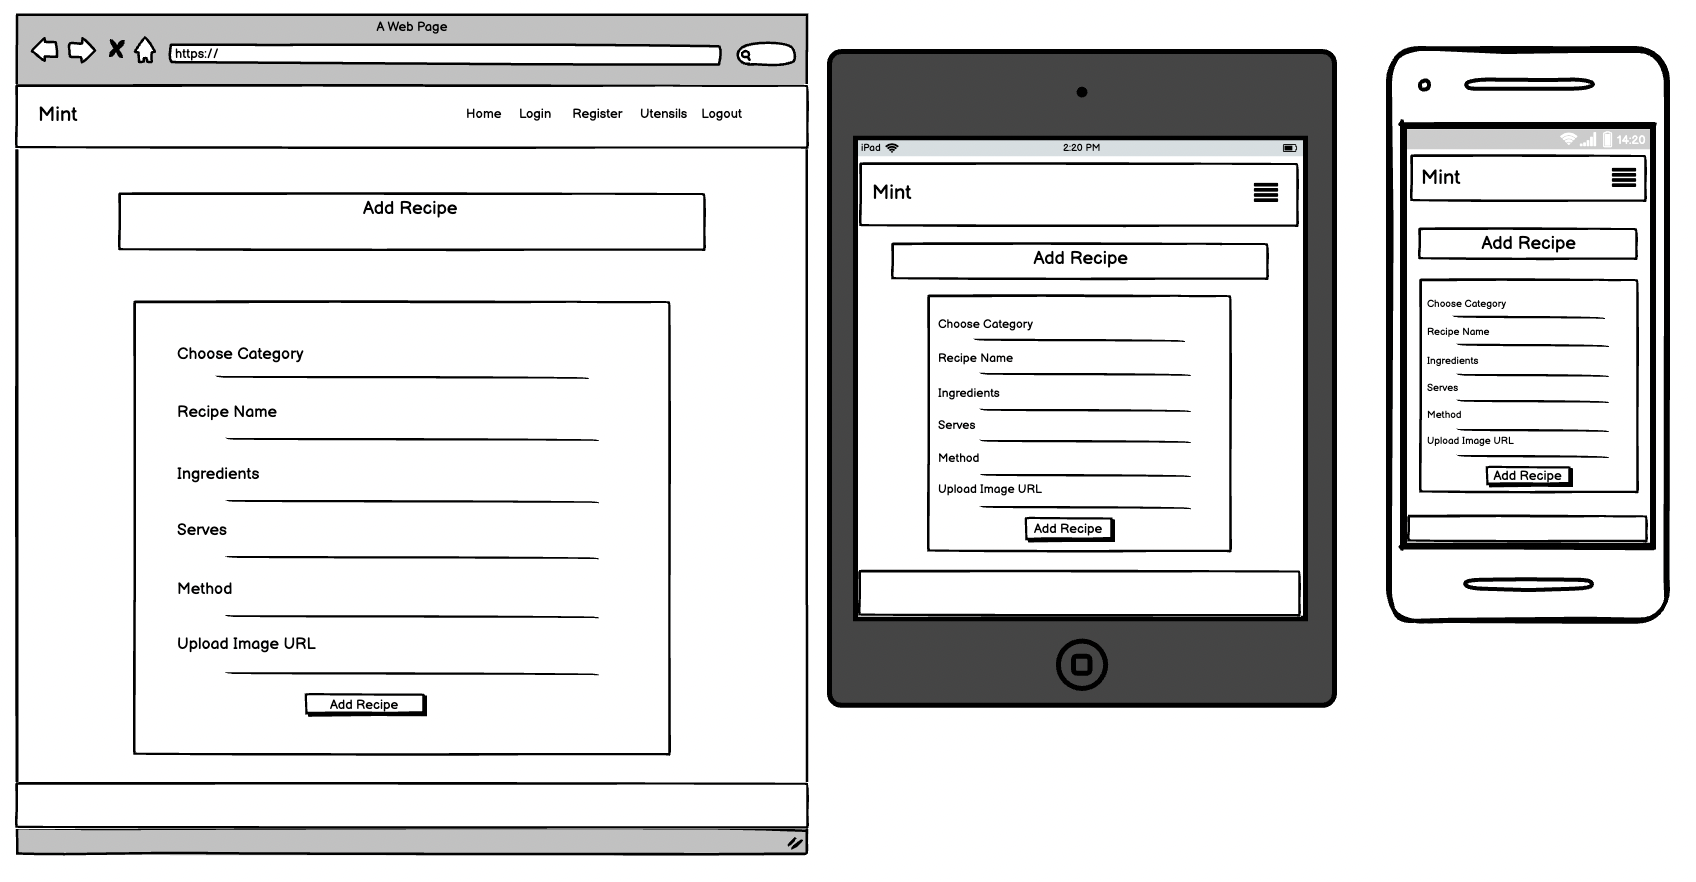 A Web Page
https://
Mint
Home Login Register Utensils Logout
Add Recipe
Choose Category
Recipe Name
Ingredients
Serves
Method
Upload Image URL
Add Recipe
iPad 2:20 PM
Mint
Add Recipe
Choose Category
Recipe Name
Ingredients
Serves
Method
Upload Image URL
Add Recipe
14:20
Mint
Add Recipe
Choose Category
Recipe Name
Ingredients
Serves
Method
Upload Image URL
Add Recipe